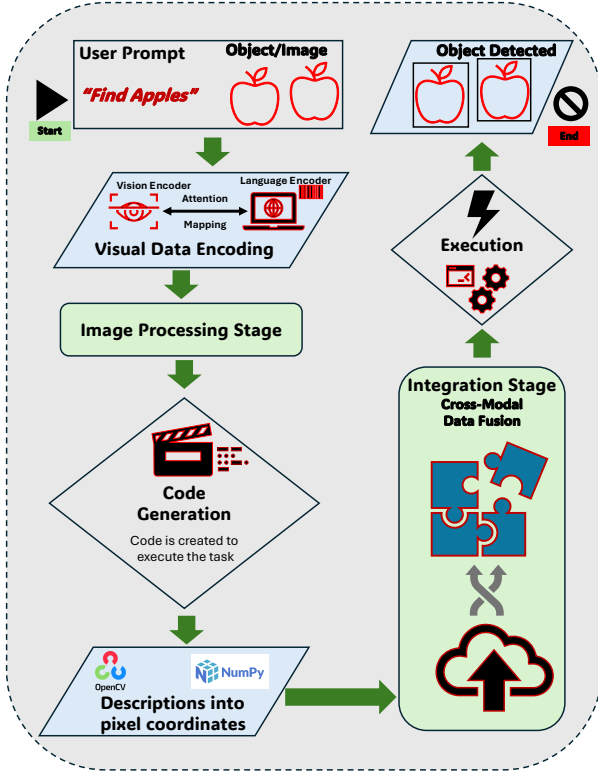 User Prompt
Object/Image
“Find Apples”
Start
Vision Encoder
Language Encoder
Attention
Mapping
Visual Data Encoding
Image Processing Stage
Code
Generation
Code is created to
execute the task
OpenCV
NumPy
Descriptions into
pixel coordinates
Integration Stage
Cross-Modal
Data Fusion
Execution
Object Detected
End